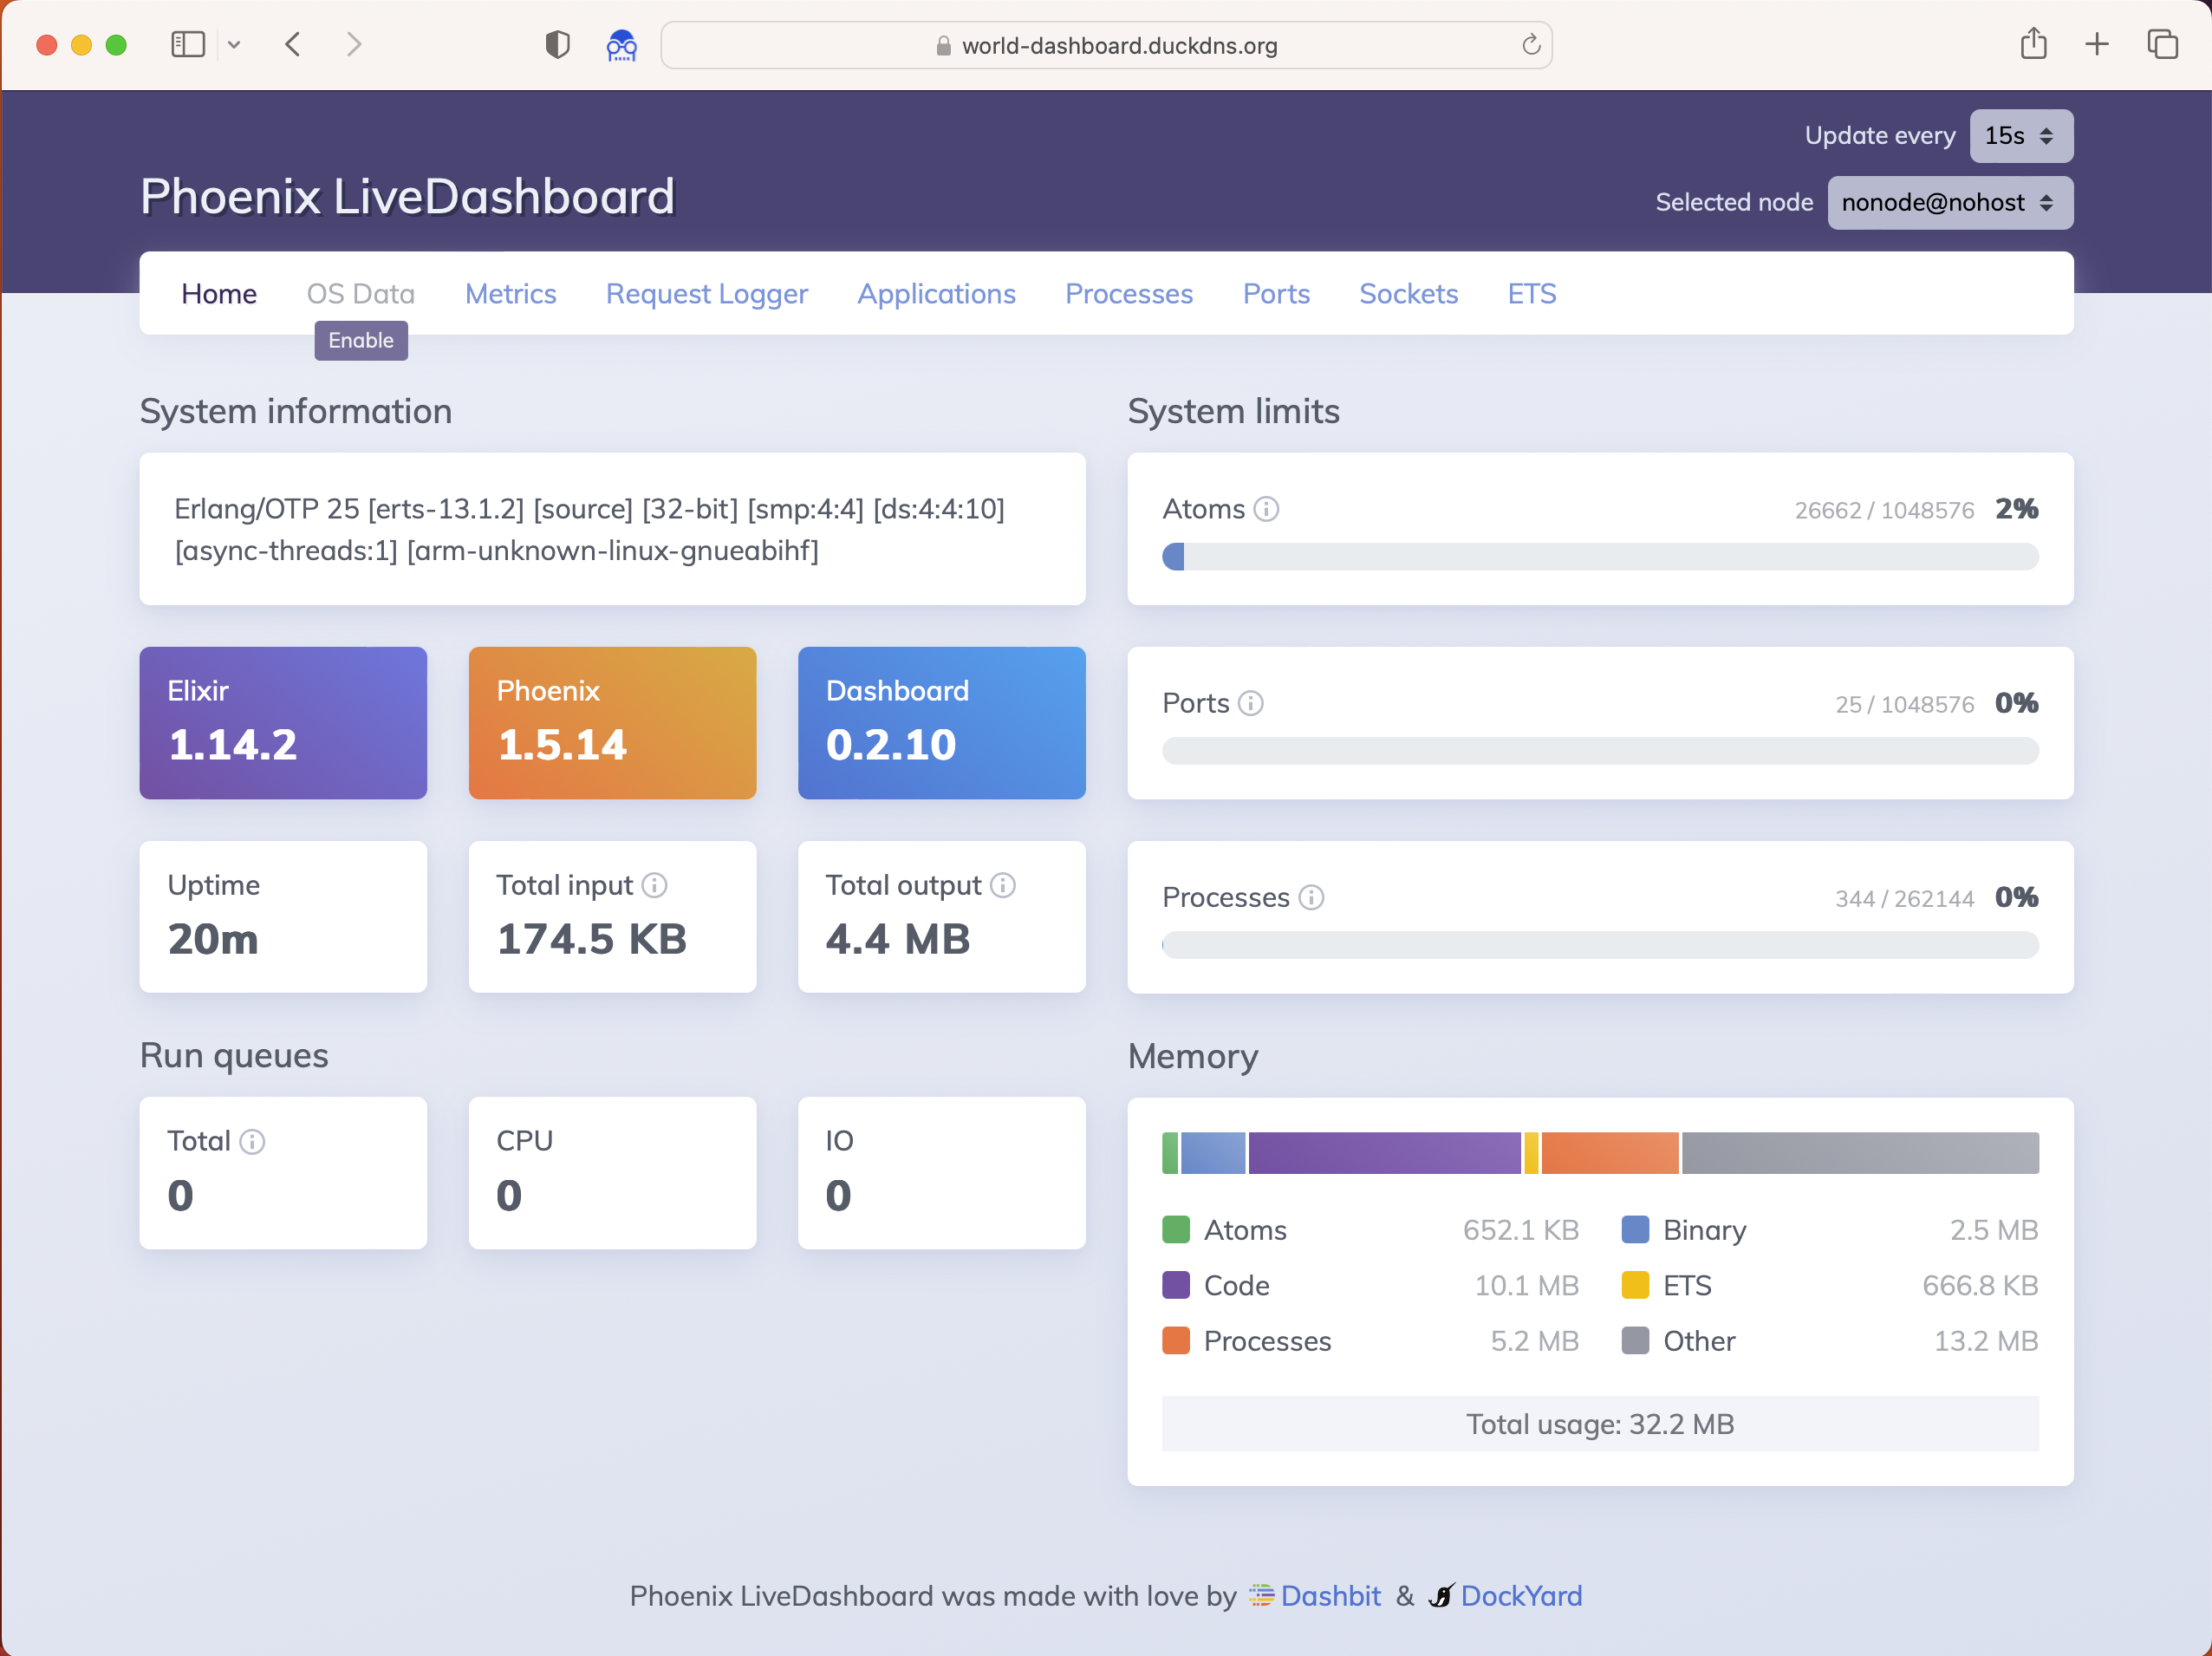 world-dashboard.duckdns.org
Update every 15s
Phoenix LiveDashboard
Selected node nonode@nohost
Home OS Data Metrics Request Logger Applications Processes Ports Sockets ETS
Enable
System information
Erlang/OTP 25 [erts-13.1.2] [source] [32-bit] [smp:4:4] [ds:4:4:10]
[async-threads:1] [arm-unknown-linux-gnueabihf]
Elixir
1.14.2
Phoenix
1.5.14
Dashboard
0.2.10
Uptime
20m
Total input
174.5 KB
Total output
4.4 MB
Run queues
Total
0
CPU
0
IO
0
System limits
Atoms 26662 / 1048576 2%
Ports 25 / 1048576 0%
Processes 344 / 262144 0%
Memory
Atoms 652.1 KB Binary 2.5 MB
Code 10.1 MB ETS 666.8 KB
Processes 5.2 MB Other 13.2 MB
Total usage: 32.2 MB
Phoenix LiveDashboard was made with love by Dashbit & DockYard